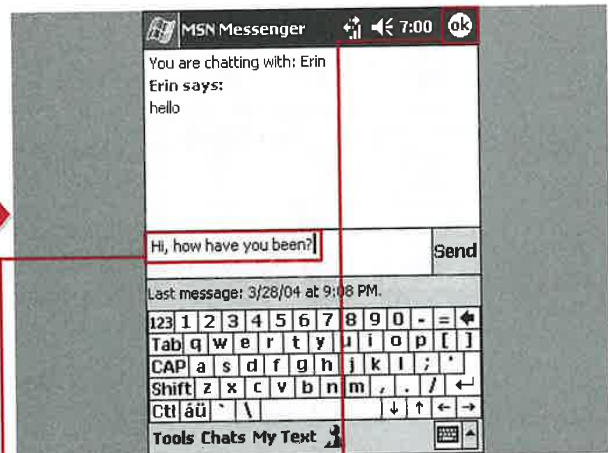 MSN Messenger 7:00 ok
You are chatting with: Erin
Erin says:
hello
Hi, how have you been?
Send
Last message: 3/28/04 at 9:08 PM.
123 1 2 3 4 5 6 7 8 9 0 - =
Tab q w e r t y u i o p [ ]
CAP a s d f g h j k l ; '
Shift z x c v b n m , . /
Ctl áü ` \
Tools Chats My Text